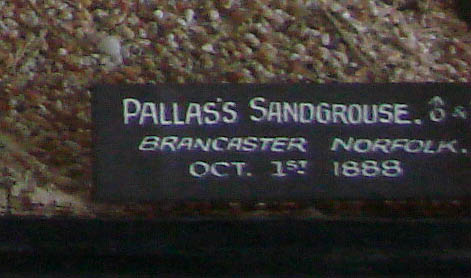 PALLAS'S SANDGROUSE. ♂ &
BRANCASTER NORFOLK.
OCT. 1ST 1888